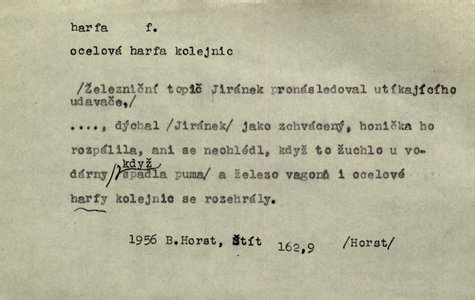 harfa f.
ocelová harfa kolejnic
/Železniční topič Jiránek pronásledoval utíkajícího
udavače,/
...., dýchal /Jiránek/ jako zchvácený, honička ho
rozpálila, ani se neohlédl, když to žuchlo u vo-
dárny/když spadla puma/ a železo vagonů i ocelové
harfy kolejnic se rozehrály.
1956 B.Horst, Štít 162,9 /Horst/